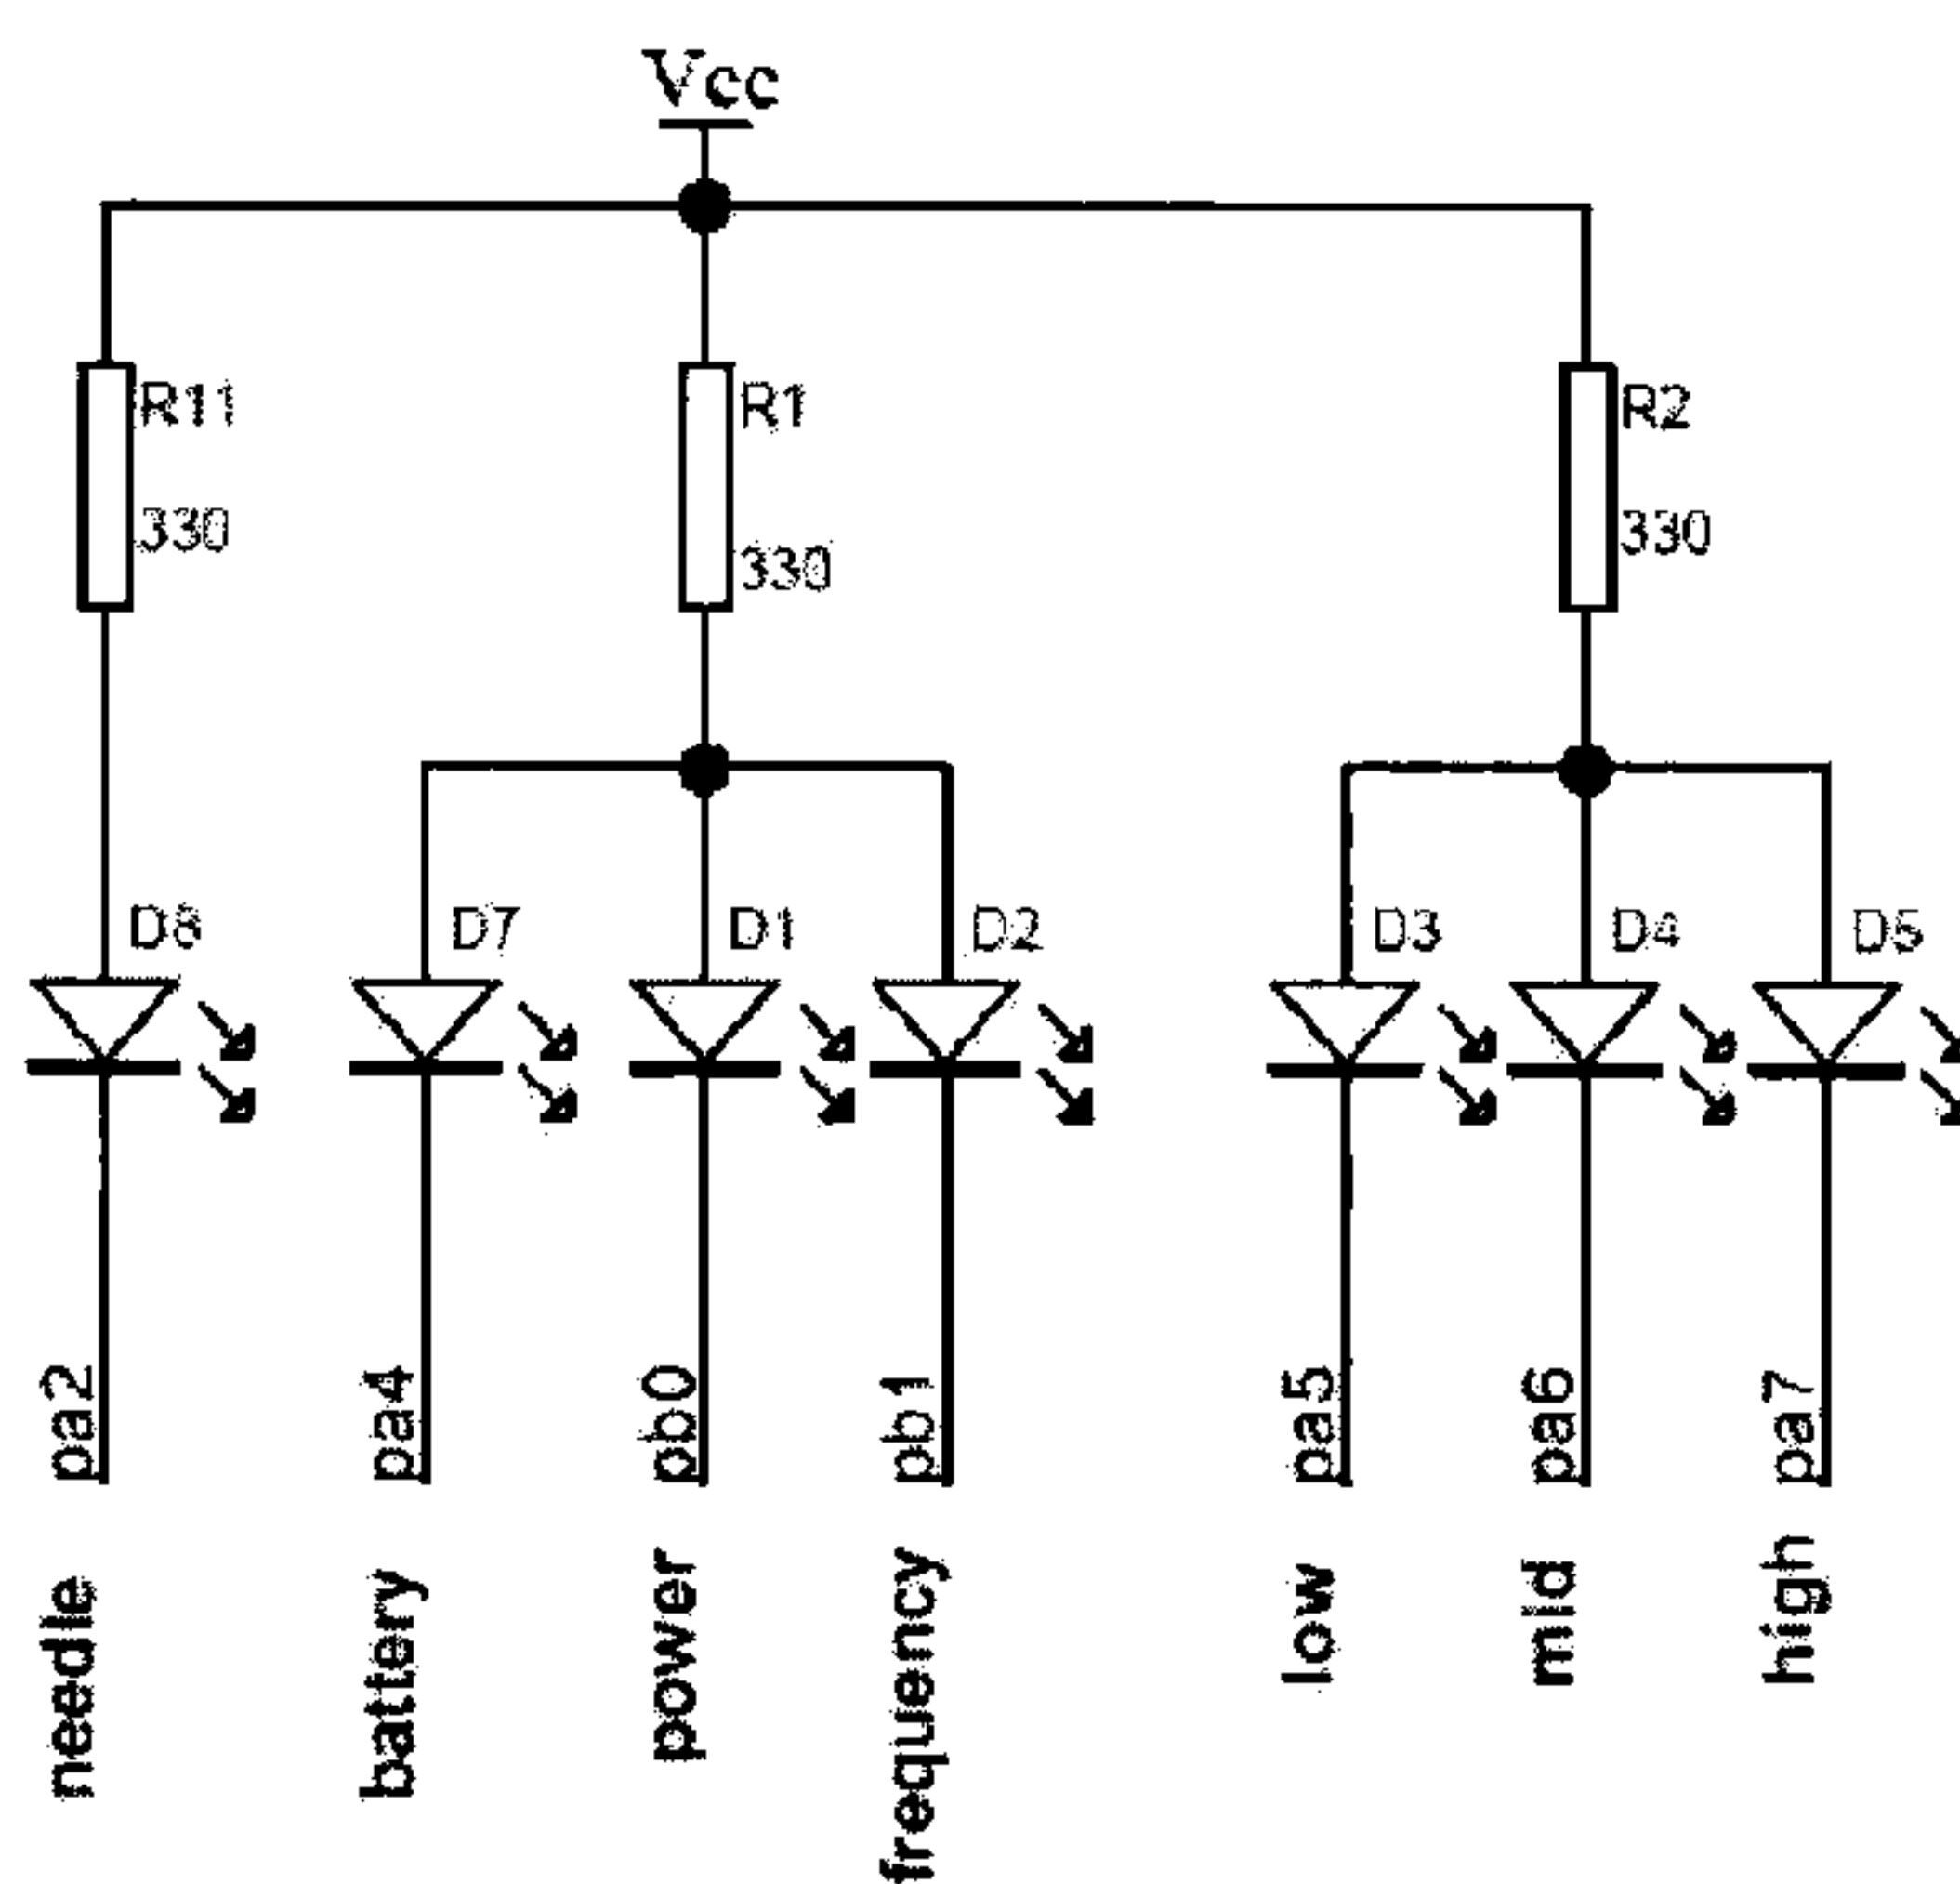 Vcc
R11
330
R1
330
R2
330
D8
D7
D1
D2
D3
D4
D5
pa2
pa4
pb0
pb1
pa5
pa6
pa7
needle
battery
power
frequency
low
mid
high